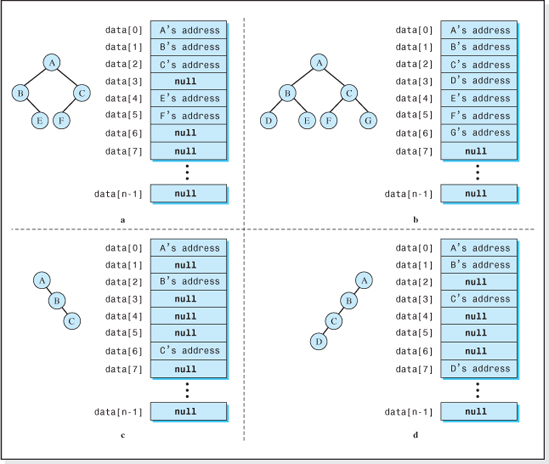 data[0] A's address
data[1] B's address
data[2] C's address
data[3] null
data[4] E's address
data[5] F's address
data[6] null
data[7] null
data[n-1] null
A
B C
E F
a
data[0] A's address
data[1] B's address
data[2] C's address
data[3] D's address
data[4] E's address
data[5] F's address
data[6] G's address
data[7] null
data[n-1] null
A
B C
D E F G
b
data[0] A's address
data[1] null
data[2] B's address
data[3] null
data[4] null
data[5] null
data[6] C's address
data[7] null
data[n-1] null
A
B
C
c
data[0] A's address
data[1] B's address
data[2] null
data[3] C's address
data[4] null
data[5] null
data[6] null
data[7] D's address
data[n-1] null
A
B
C
D
d